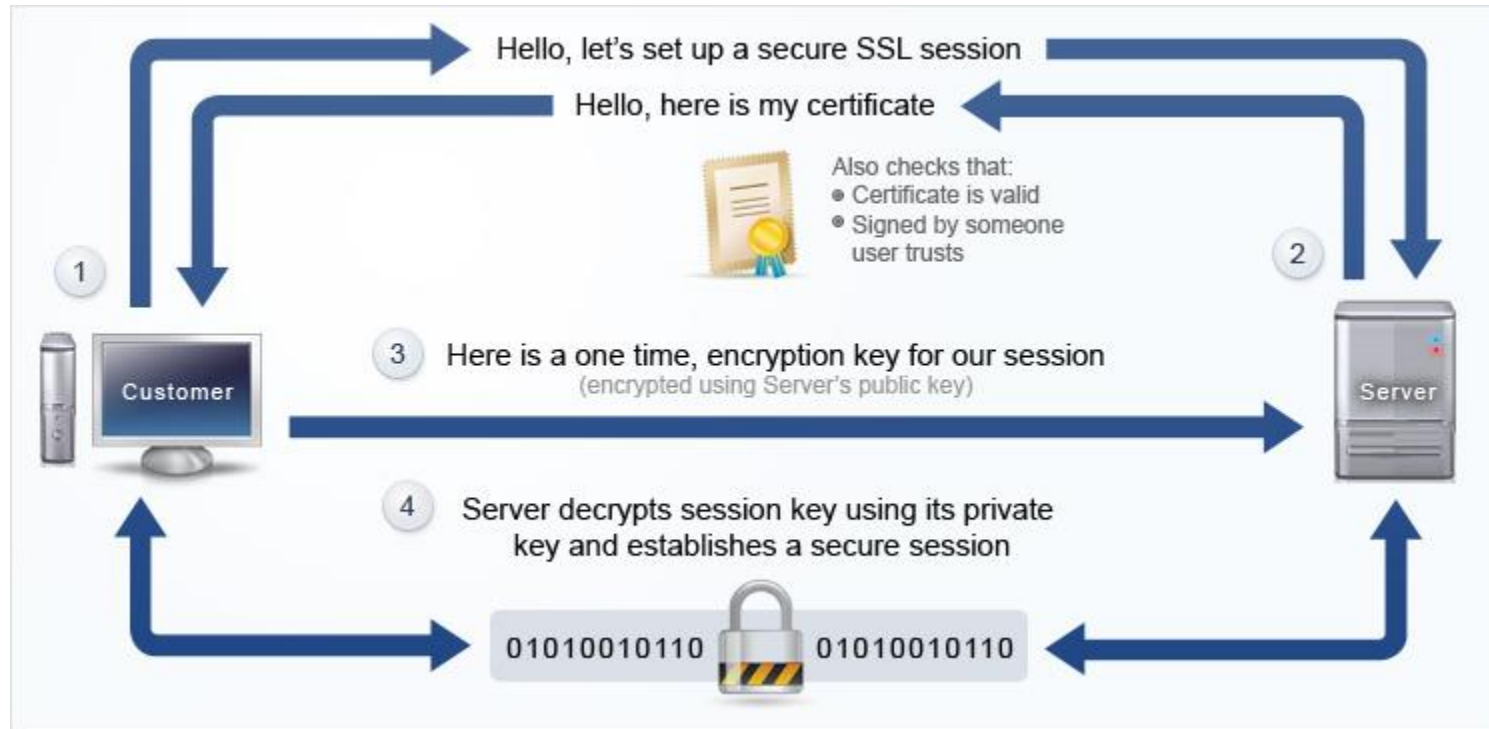 Hello, let's set up a secure SSL session
Hello, here is my certificate
Also checks that:
• Certificate is valid
• Signed by someone
user trusts
1
2
3
Here is a one time, encryption key for our session
(encrypted using Server's public key)
Customer
Server
4
Server decrypts session key using its private
key and establishes a secure session
01010010110
01010010110